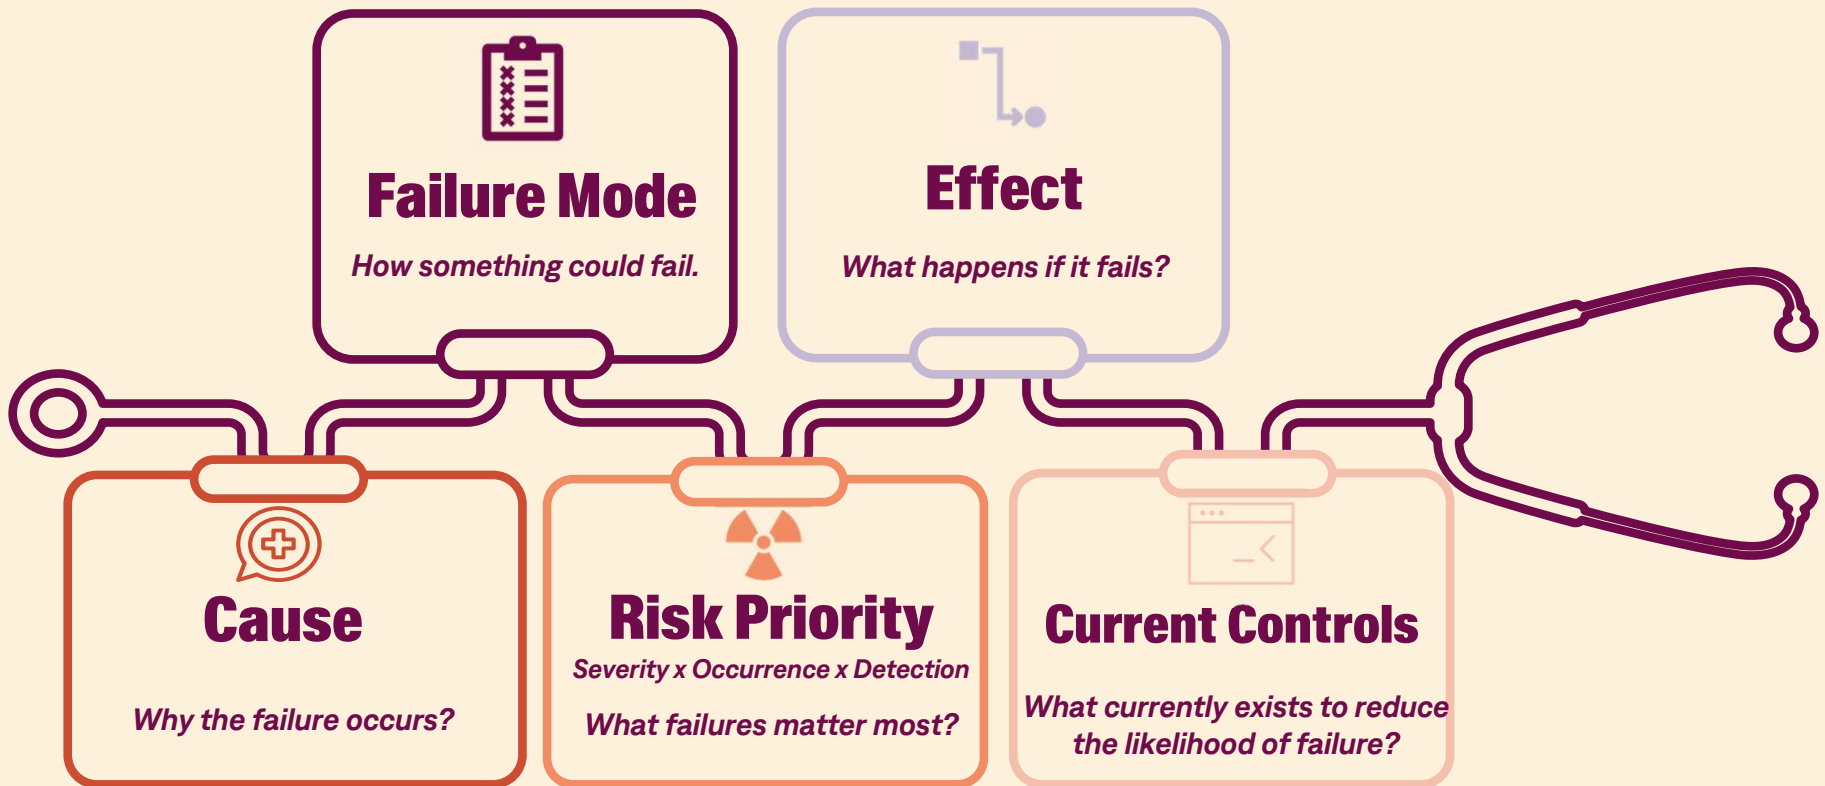 Failure Mode
How something could fail.
Effect
What happens if it fails?
Cause
Why the failure occurs?
Risk Priority
Severity x Occurrence x Detection
What failures matter most?
Current Controls
What currently exists to reduce
the likelihood of failure?